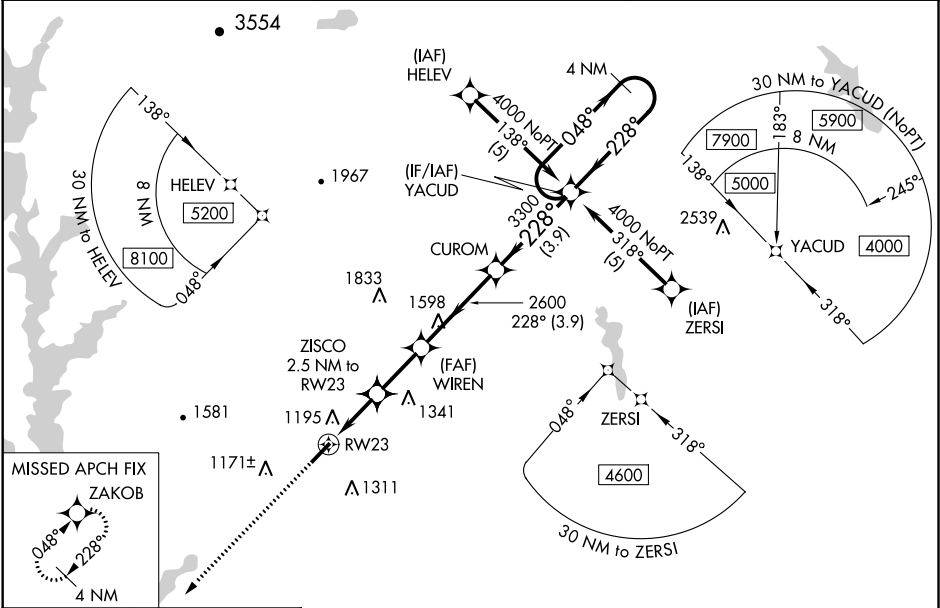 3554
(IAF)
HELEV
4000 NoPT
138°
(5)
4 NM
048°
228°
(IF/IAF)
YACUD
3300
228°
(3.9)
CUROM
4000 NoPT
318°
(5)
(IAF)
ZERSI
2600
228° (3.9)
(FAF)
WIREN
ZISCO
2.5 NM to
RW23
RW23
1967
1833
1598
1341
1195
1581
1171±
1311
138°
HELEV
8 NM
5200
30 NM to HELEV
8100
048°
30 NM to YACUD (NoPT)
5900
183°
7900
8 NM
138°
5000
245°
2539
YACUD
4000
318°
ZERSI
048°
318°
4600
30 NM to ZERSI
MISSED APCH FIX
ZAKOB
048°
228°
4 NM